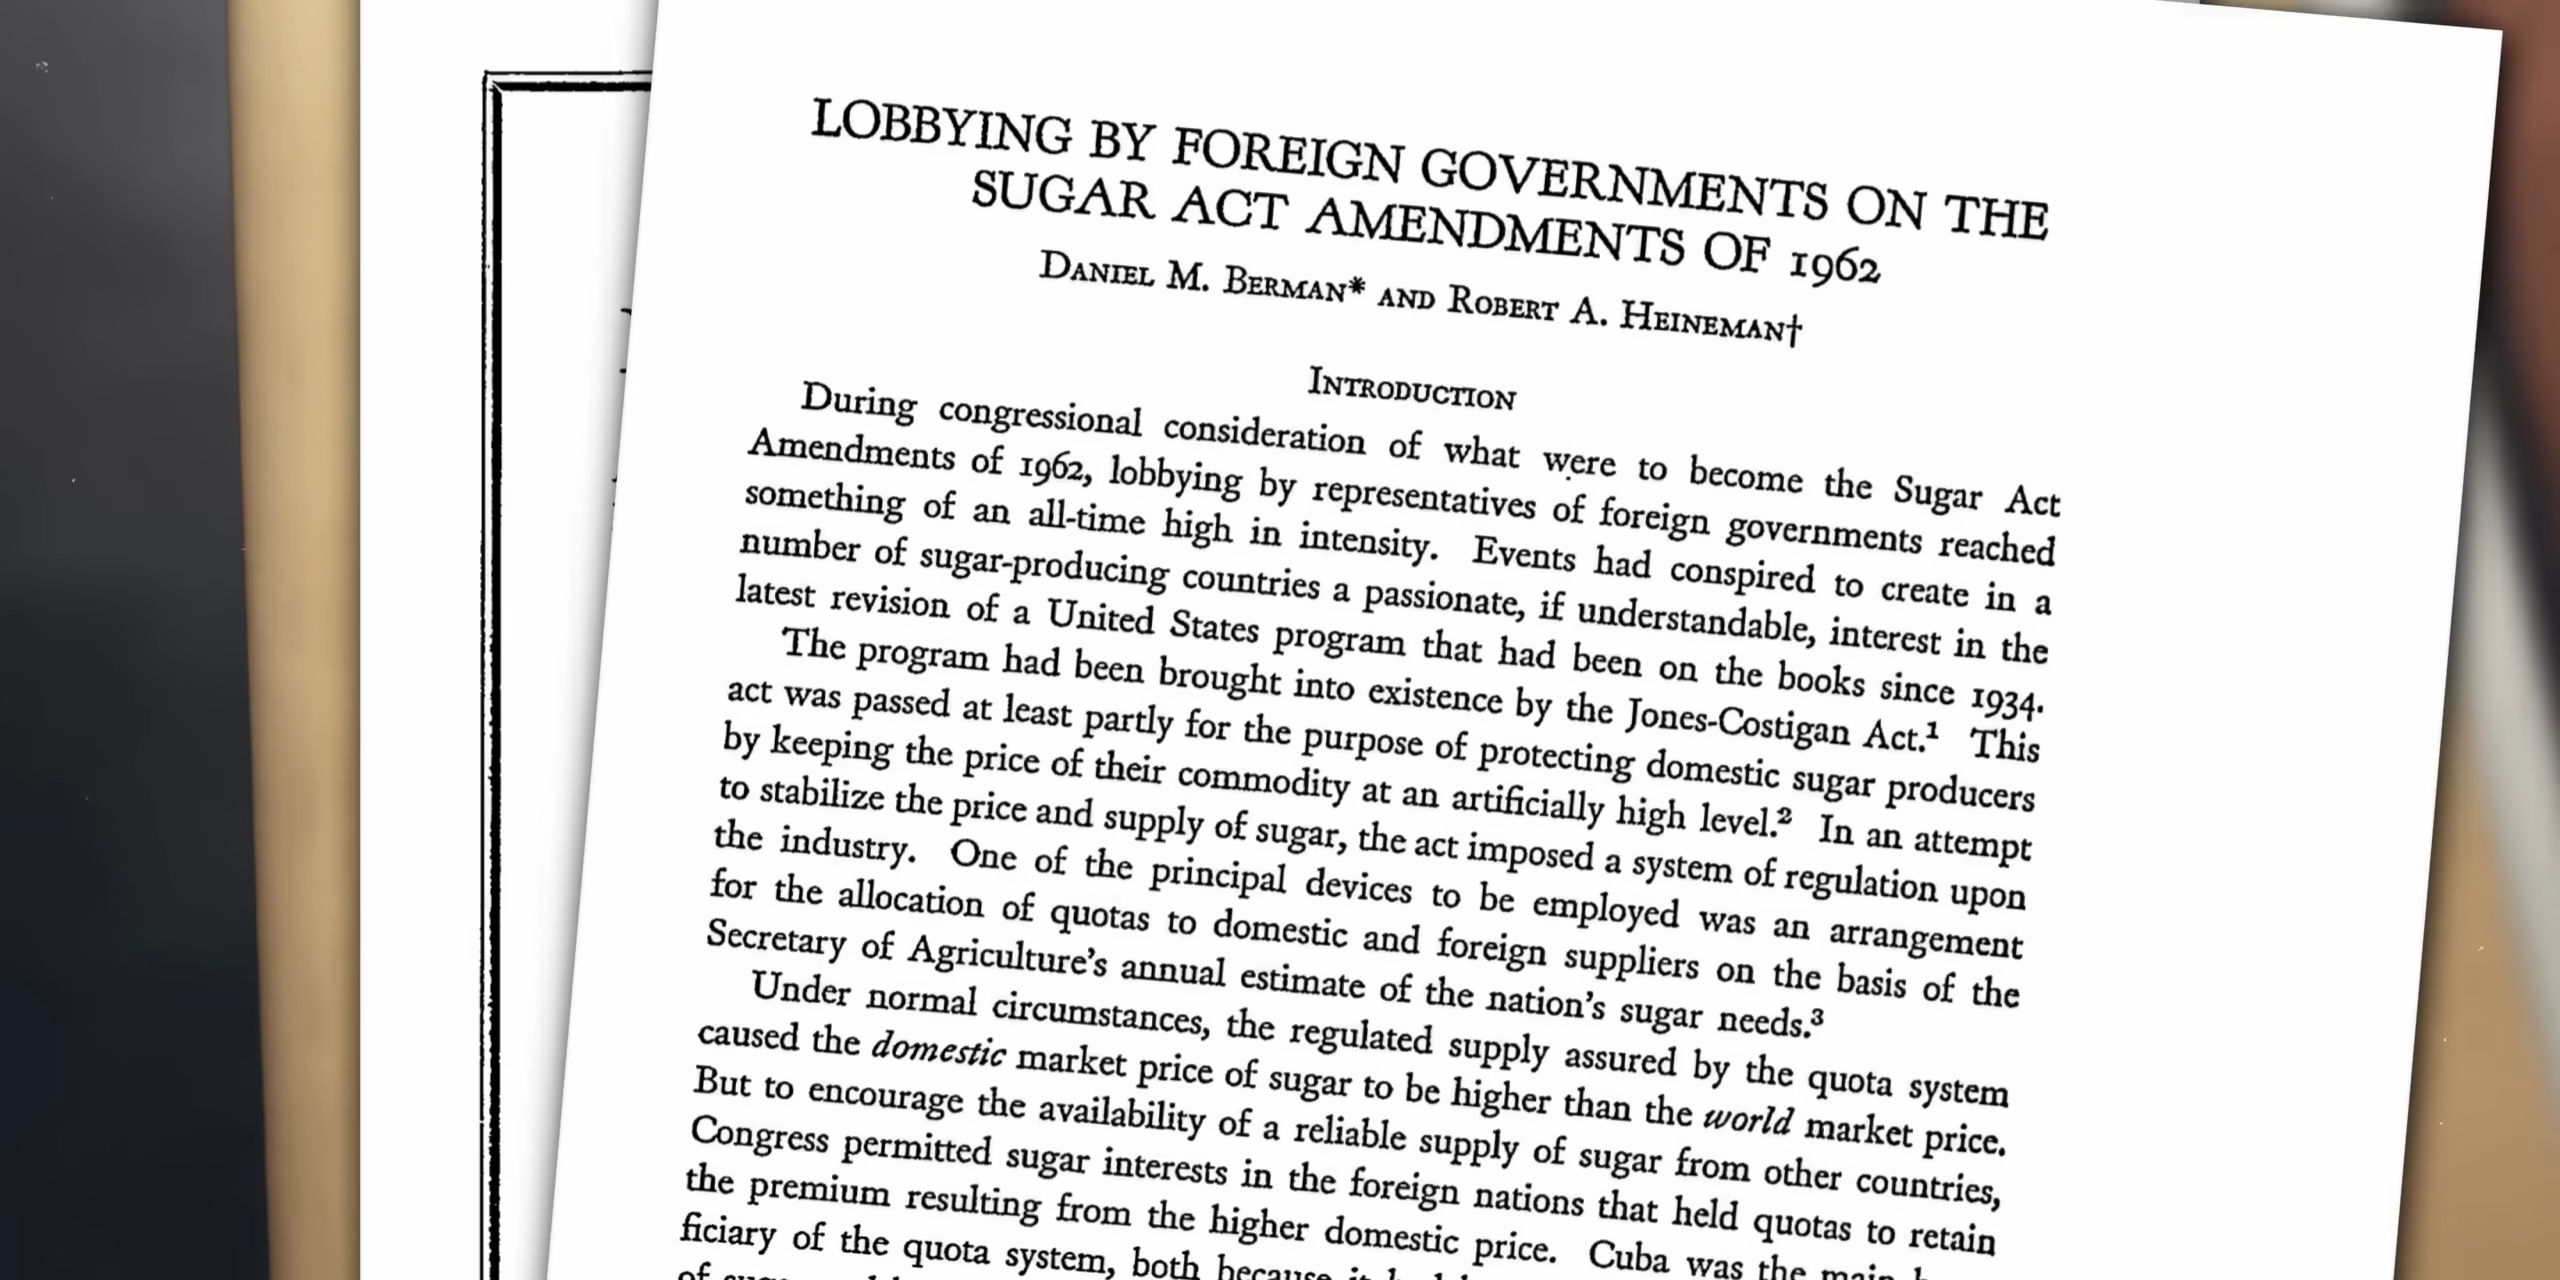 LOBBYING BY FOREIGN GOVERNMENTS ON THE
SUGAR ACT AMENDMENTS OF 1962
Daniel M. Berman* and Robert A. Heineman†
Introduction
During congressional consideration of what were to become the Sugar Act
Amendments of 1962, lobbying by representatives of foreign governments reached
something of an all-time high in intensity. Events had conspired to create in a
number of sugar-producing countries a passionate, if understandable, interest in the
latest revision of a United States program that had been on the books since 1934.
The program had been brought into existence by the Jones-Costigan Act.¹ This
act was passed at least partly for the purpose of protecting domestic sugar producers
by keeping the price of their commodity at an artificially high level.² In an attempt
to stabilize the price and supply of sugar, the act imposed a system of regulation upon
the industry. One of the principal devices to be employed was an arrangement
for the allocation of quotas to domestic and foreign suppliers on the basis of the
Secretary of Agriculture's annual estimate of the nation's sugar needs.³
Under normal circumstances, the regulated supply assured by the quota system
caused the domestic market price of sugar to be higher than the world market price.
But to encourage the availability of a reliable supply of sugar from other countries,
Congress permitted sugar interests in the foreign nations that held quotas to retain
the premium resulting from the higher domestic price. Cuba was the main
ficiary of the quota system, both because it
of